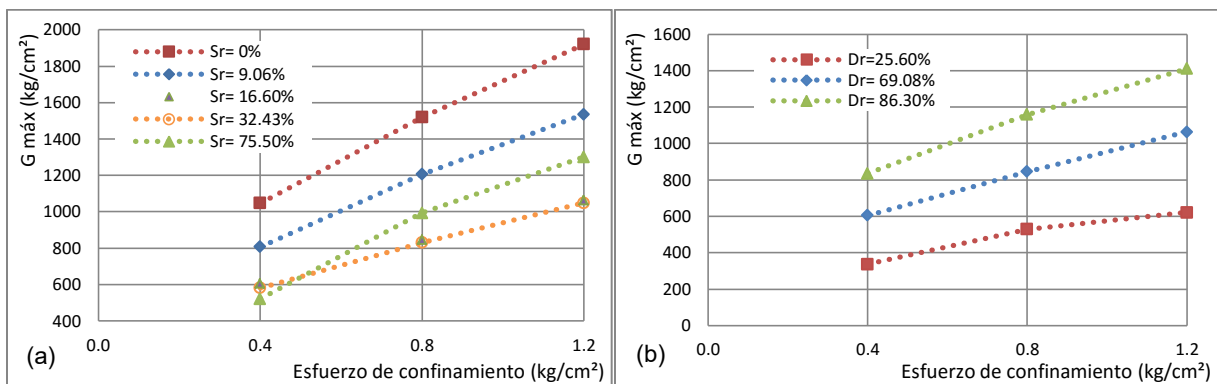 G máx (kg/cm²)
2000
1800
1600
1400
1200
1000
800
600
400
Sr= 0%
Sr= 9.06%
Sr= 16.60%
Sr= 32.43%
Sr= 75.50%
0.0 0.4 0.8 1.2
(a)
Esfuerzo de confinamiento (kg/cm²)
G máx (kg/cm²)
1600
1400
1200
1000
800
600
400
200
0
Dr=25.60%
Dr= 69.08%
Dr= 86.30%
0.0 0.4 0.8 1.2
(b)
Esfuerzo de confinamiento (kg/cm²)